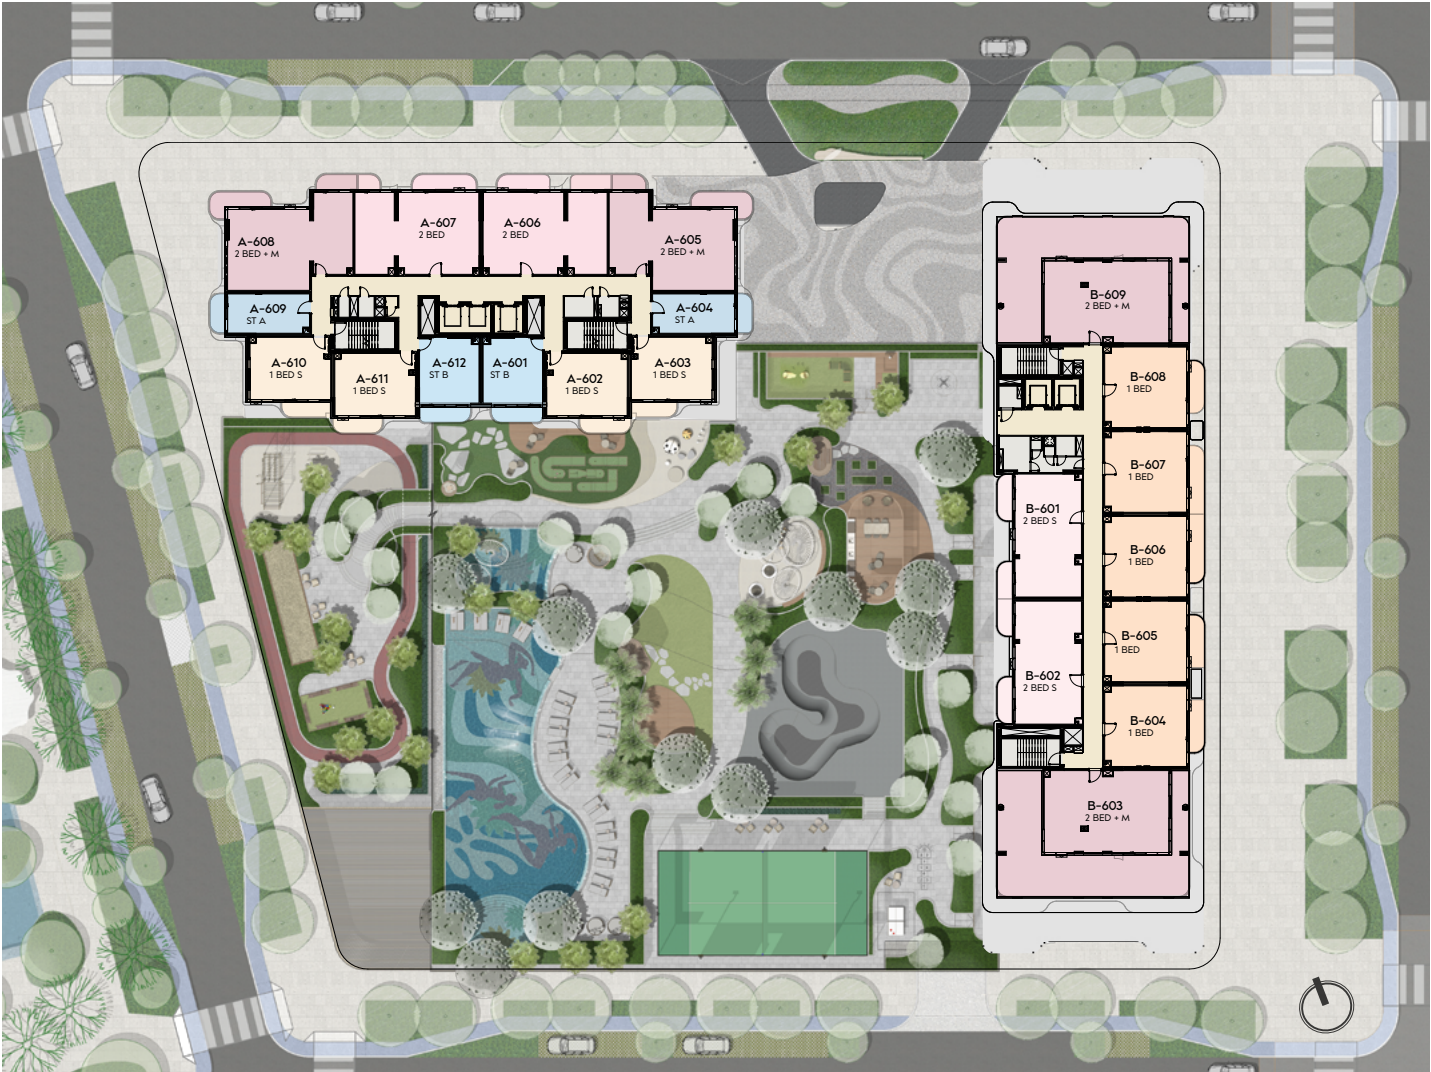 A-608
2 BED + M
A-607
2 BED
A-606
2 BED
A-605
2 BED + M
A-609
ST A
A-604
ST A
A-610
1 BED S
A-611
1 BED S
A-612
ST B
A-601
ST B
A-602
1 BED S
A-603
1 BED S
B-609
2 BED + M
B-608
1 BED
B-607
1 BED
B-601
2 BED S
B-606
1 BED
B-605
1 BED
B-602
2 BED S
B-604
1 BED
B-603
2 BED + M